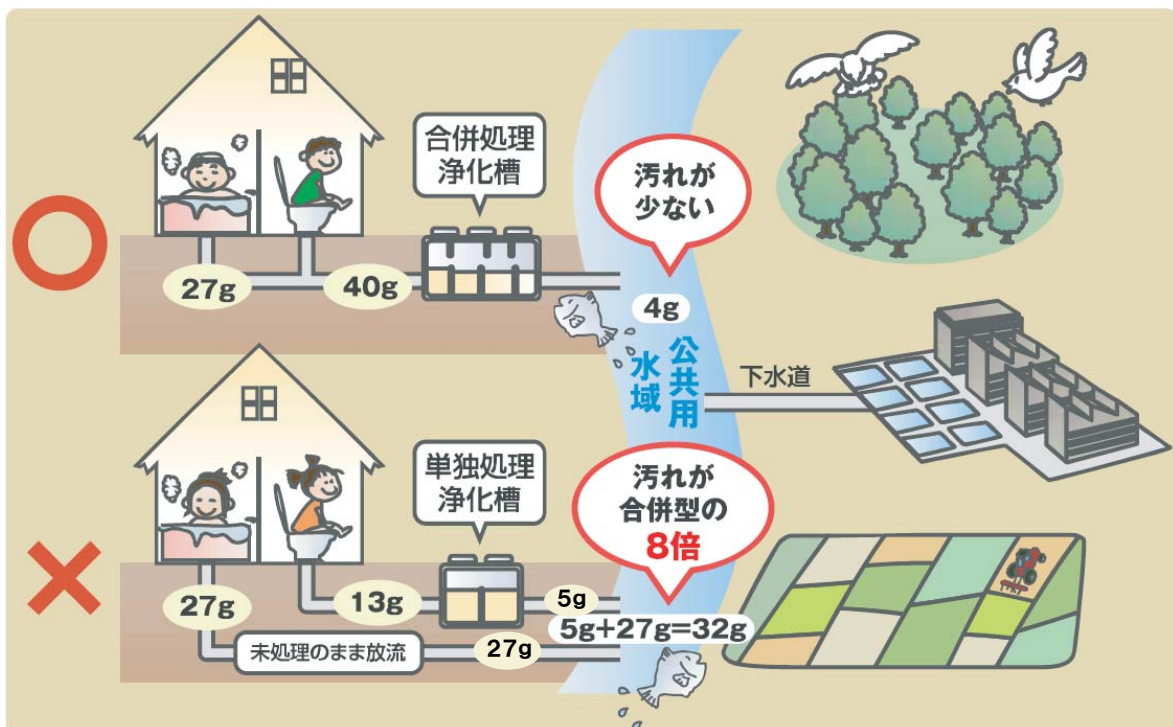 合併処理
浄化槽
汚れが
少ない
27g
40g
4g
公共用
水域
下水道
単独処理
浄化槽
汚れが
合併型の
8倍
27g
13g
5g
5g+27g=32g
未処理のまま放流
27g